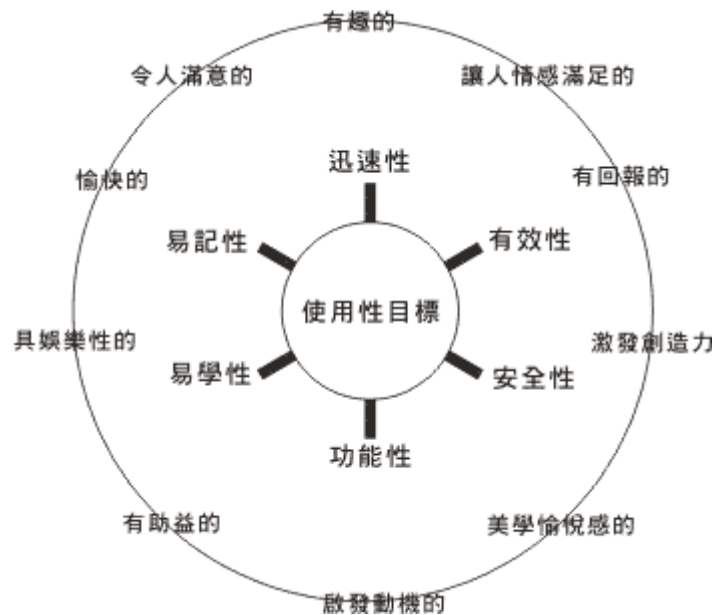 有趣的
令人滿意的
讓人情感滿足的
迅速性
愉快的
有回報的
易記性
有效性
使用性目標
具娛樂性的
激發創造力
易學性
安全性
功能性
有助益的
美學愉悅感的
啟發動機的